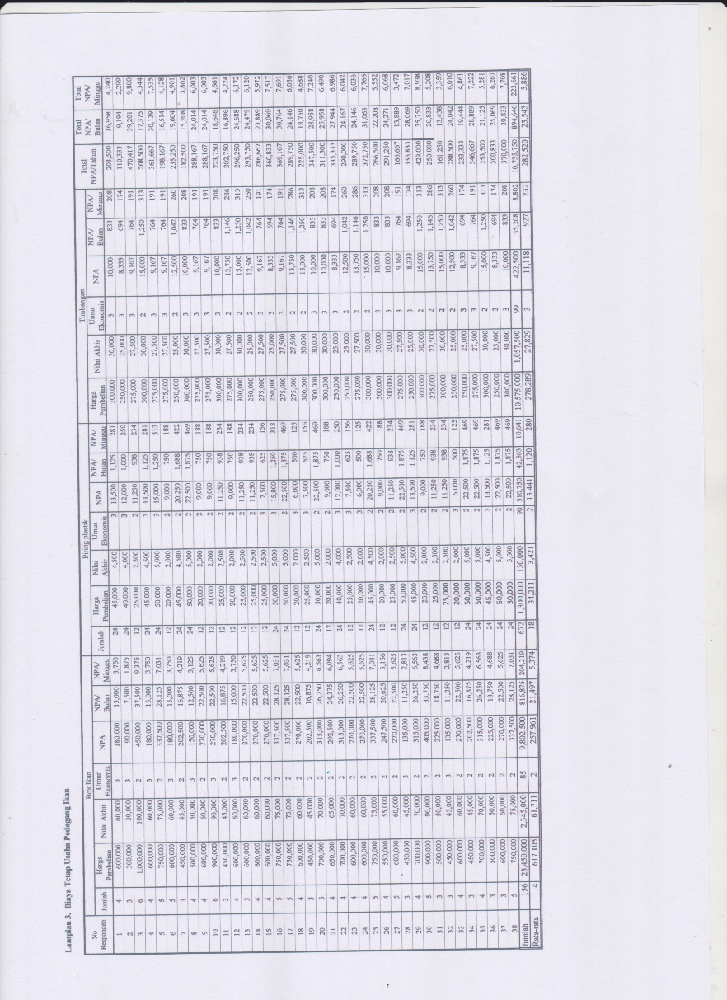 Lampian 3. Biaya Tetap Usaha Pedagang Ikan
No Responden Box Ikan Piring plastik Timbangan Total NPA/Tahun Total NPA/ Bulan Total NPA/ Minggu
Jumlah Harga Pembelian Nilai Akhir Umur Ekonomis NPA NPA/ Bulan NPA/ Minggu Jumlah Harga Pembelian Nilai Akhir Umur Ekonomis NPA NPA/ Bulan NPA/ Minggu Harga Pembelian Nilai Akhir Umur Ekonomis NPA NPA/ Bulan NPA/ Minggu
1 4 600,000 60,000 3 180,000 15,000 3,750 24 45,000 4,500 3 13,500 1,125 281 300,000 30,000 3 10,000 833 208 203,500 16,958 4,240
2 3 300,000 30,000 3 90,000 7,500 1,875 24 40,000 4,000 3 12,000 1,000 250 250,000 25,000 3 8,333 694 174 110,333 9,194 2,299
3 6 1,000,000 100,000 2 450,000 37,500 9,375 12 25,000 2,500 2 11,250 938 234 275,000 27,500 3 9,167 764 191 470,417 39,201 9,800
4 4 600,000 60,000 3 180,000 15,000 3,750 24 45,000 4,500 3 13,500 1,125 281 300,000 30,000 2 15,000 1,250 313 208,500 17,375 4,344
5 5 750,000 75,000 2 337,500 28,125 7,031 24 50,000 5,000 3 15,000 1,250 313 275,000 27,500 3 9,167 764 191 361,667 30,139 7,535
6 5 600,000 60,000 3 180,000 15,000 3,750 12 20,000 2,000 2 9,000 750 188 275,000 27,500 3 9,167 764 191 198,167 16,514 4,128
7 3 450,000 45,000 2 202,500 16,875 4,219 24 45,000 4,500 2 20,250 1,688 422 250,000 25,000 2 12,500 1,042 260 235,250 19,604 4,901
8 4 500,000 50,000 3 150,000 12,500 3,125 24 50,000 5,000 2 22,500 1,875 469 300,000 30,000 3 10,000 833 208 182,500 15,208 3,802
9 4 600,000 60,000 2 270,000 22,500 5,625 12 20,000 2,000 2 9,000 750 188 275,000 27,500 3 9,167 764 191 288,167 24,014 6,003
10 6 900,000 90,000 3 270,000 22,500 5,625 12 20,000 2,000 2 9,000 750 188 275,000 27,500 3 9,167 764 191 288,167 24,014 6,003
11 3 450,000 45,000 2 202,500 16,875 4,219 12 25,000 2,500 2 11,250 938 234 300,000 30,000 3 10,000 833 208 223,750 18,646 4,661
12 4 600,000 60,000 3 180,000 15,000 3,750 12 20,000 2,000 2 9,000 750 188 275,000 27,500 2 13,750 1,146 286 202,750 16,896 4,224
13 5 600,000 60,000 2 270,000 22,500 5,625 12 25,000 2,500 2 11,250 938 234 300,000 30,000 2 15,000 1,250 313 296,250 24,688 6,172
14 4 600,000 60,000 2 270,000 22,500 5,625 12 25,000 2,500 2 11,250 938 234 250,000 25,000 2 12,500 1,042 260 293,750 24,479 6,120
15 4 600,000 60,000 2 270,000 22,500 5,625 12 25,000 2,500 3 7,500 625 156 275,000 27,500 3 9,167 764 191 286,667 23,889 5,972
16 5 750,000 75,000 2 337,500 28,125 7,031 24 50,000 5,000 3 15,000 1,250 313 250,000 25,000 3 8,333 694 174 360,833 30,069 7,517
17 5 750,000 75,000 2 337,500 28,125 7,031 24 50,000 5,000 2 22,500 1,875 469 275,000 27,500 3 9,167 764 191 369,167 30,764 7,691
18 4 600,000 60,000 2 270,000 22,500 5,625 12 20,000 2,000 3 6,000 500 125 275,000 27,500 2 13,750 1,146 286 289,750 24,146 6,036
19 3 450,000 45,000 2 202,500 16,875 4,219 12 25,000 2,500 3 7,500 625 156 300,000 30,000 2 15,000 1,250 313 225,000 18,750 4,688
20 5 700,000 70,000 2 315,000 26,250 6,563 24 50,000 5,000 2 22,500 1,875 469 300,000 30,000 3 10,000 833 208 347,500 28,958 7,240
21 4 650,000 65,000 2 292,500 24,375 6,094 12 20,000 2,000 2 9,000 750 188 300,000 30,000 3 10,000 833 208 311,500 25,958 6,490
22 4 700,000 70,000 2 315,000 26,250 6,563 24 40,000 4,000 3 12,000 1,000 250 250,000 25,000 3 8,333 694 174 335,333 27,944 6,986
23 4 600,000 60,000 2 270,000 22,500 5,625 12 25,000 2,500 3 7,500 625 156 250,000 25,000 2 12,500 1,042 260 290,000 24,167 6,042
24 4 600,000 60,000 2 270,000 22,500 5,625 12 20,000 2,000 3 6,000 500 125 275,000 27,500 2 13,750 1,146 286 289,750 24,146 6,036
25 5 750,000 75,000 2 337,500 28,125 7,031 24 45,000 4,500 2 20,250 1,688 422 300,000 30,000 2 15,000 1,250 313 372,750 31,063 7,766
26 4 550,000 55,000 2 247,500 20,625 5,156 12 20,000 2,000 2 9,000 750 188 300,000 30,000 3 10,000 833 208 266,500 22,208 5,552
27 5 600,000 60,000 2 270,000 22,500 5,625 12 25,000 2,500 2 11,250 938 234 300,000 30,000 3 10,000 833 208 291,250 24,271 6,068
28 3 450,000 45,000 3 135,000 11,250 2,813 24 50,000 5,000 2 22,500 1,875 469 275,000 27,500 3 9,167 764 191 166,667 13,889 3,472
29 4 700,000 70,000 2 315,000 26,250 6,563 24 45,000 4,500 3 13,500 1,125 281 250,000 25,000 3 8,333 694 174 336,833 28,069 7,017
30 5 900,000 90,000 2 405,000 33,750 8,438 12 20,000 2,000 2 9,000 750 188 300,000 30,000 2 15,000 1,250 313 429,000 35,750 8,938
31 3 500,000 50,000 2 225,000 18,750 4,688 12 25,000 2,500 2 11,250 938 234 275,000 27,500 2 13,750 1,146 286 250,000 20,833 5,208
32 3 450,000 45,000 3 135,000 11,250 2,813 12 25,000 2,500 2 11,250 938 234 300,000 30,000 2 15,000 1,250 313 161,250 13,438 3,359
33 4 600,000 60,000 2 270,000 22,500 5,625 12 20,000 2,000 3 6,000 500 125 250,000 25,000 2 12,500 1,042 260 288,500 24,042 6,010
34 3 450,000 45,000 2 202,500 16,875 4,219 24 50,000 5,000 2 22,500 1,875 469 250,000 25,000 3 8,333 694 174 233,333 19,444 4,861
35 4 700,000 70,000 2 315,000 26,250 6,563 24 50,000 5,000 2 22,500 1,875 469 275,000 27,500 3 9,167 764 191 346,667 28,889 7,222
36 3 500,000 50,000 2 225,000 18,750 4,688 24 45,000 4,500 3 13,500 1,125 281 300,000 30,000 2 15,000 1,250 313 253,500 21,125 5,281
37 3 600,000 60,000 2 270,000 22,500 5,625 24 50,000 5,000 2 22,500 1,875 469 250,000 25,000 3 8,333 694 174 300,833 25,069 6,267
38 5 750,000 75,000 2 337,500 28,125 7,031 24 50,000 5,000 2 22,500 1,875 469 300,000 30,000 3 10,000 833 208 370,000 30,833 7,708
Jumlah 156 23,450,000 2,345,000 85 9,802,500 816,875 204,219 672 1,300,000 130,000 90 510,750 42,563 10,641 10,575,000 1,057,500 99 422,500 35,208 8,802 10,735,750 894,646 223,661
Rata-rata 4 617,105 61,711 2 257,961 21,497 5,374 18 34,211 3,421 2 13,441 1,120 280 278,289 27,829 3 11,118 927 232 282,520 23,543 5,886